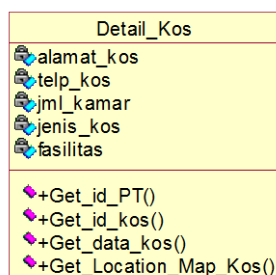 Detail_Kos
alamat_kos
telp_kos
jml_kamar
jenis_kos
fasilitas
+Get_id_PT()
+Get_id_kos()
+Get_data_kos()
+Get_Location_Map_Kos()